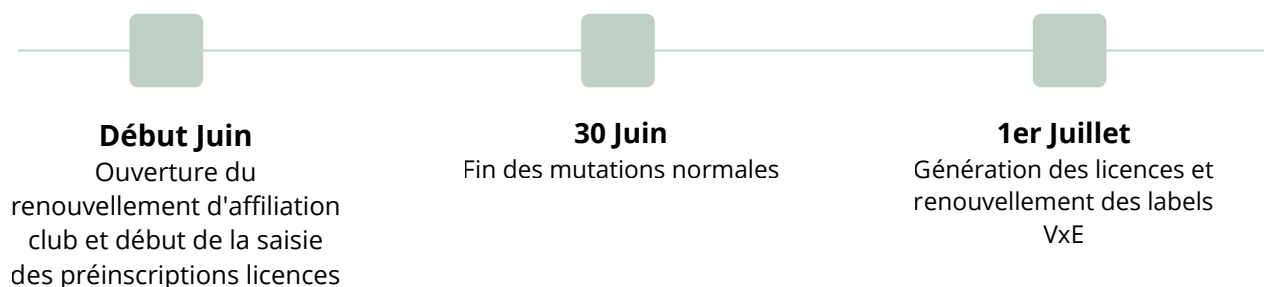 Début Juin
Ouverture du
renouvellement d'affiliation
club et début de la saisie
des préinscriptions licences
30 Juin
Fin des mutations normales
1er Juillet
Génération des licences et
renouvellement des labels
VxE